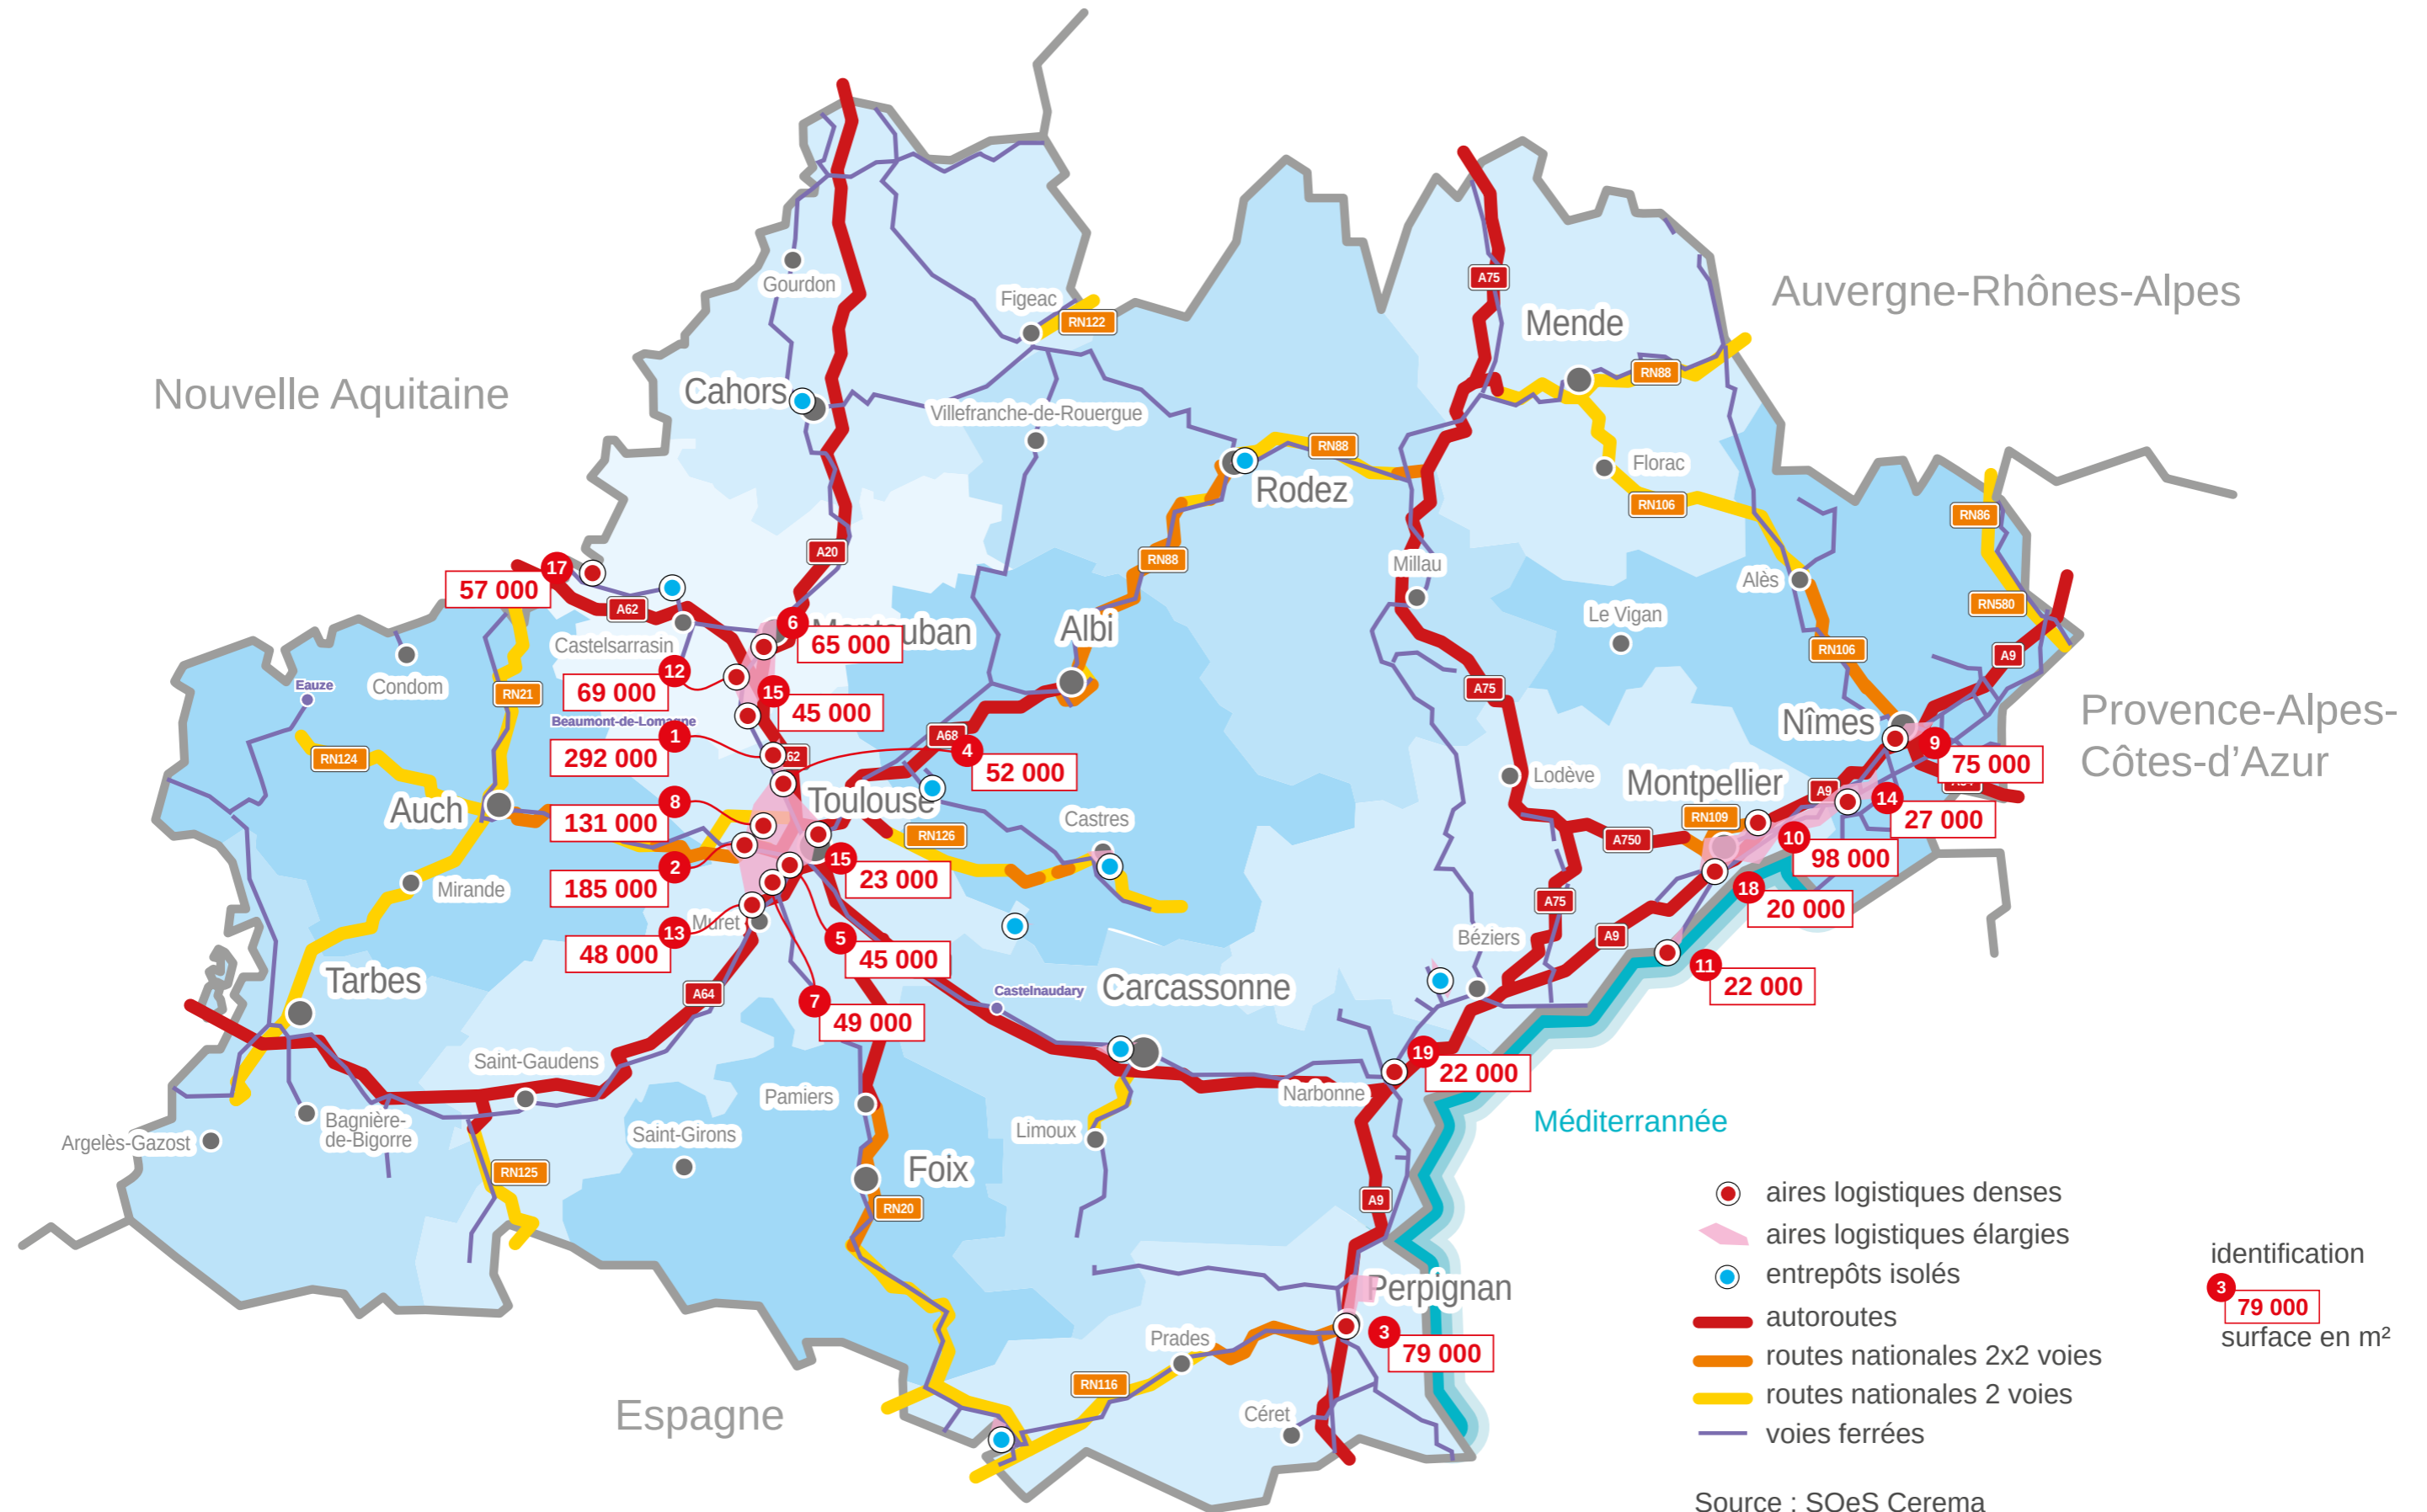 Gourdon
Figeac
RN122
A75
Auvergne-Rhônes-Alpes
Mende
Nouvelle Aquitaine
Cahors
RN88
Villefranche-de-Rouergue
RN88
Florac
Rodez
RN106
RN86
A20
RN88
17
57 000
A62
Millau
Alès
Le Vigan
RN580
Castelsarrasin
6
Montauban
65 000
Albi
RN106
A9
Condom
Eauze
RN21
12
69 000
15
45 000
A75
Provence-Alpes-
Côtes-d’Azur
Beaumont-de-Lomagne
1
292 000
A62
A68
4
52 000
Nîmes
9
75 000
RN124
Lodève
Montpellier
A9
14
27 000
Auch
8
131 000
Toulouse
RN126
Castres
RN109
A750
10
98 000
2
185 000
15
23 000
Mirande
18
20 000
A75
Muret
13
48 000
5
45 000
Béziers
A9
11
22 000
Tarbes
A64
7
49 000
Castelnaudary
Carcassonne
Saint-Gaudens
19
22 000
Pamiers
Narbonne
Argelès-Gazost
Bagnière-
de-Bigorre
Saint-Girons
Limoux
Méditerrannée
RN125
Foix
RN20
A9
Perpignan
Prades
3
79 000
RN116
Espagne
Céret
aires logistiques denses
aires logistiques élargies
entrepôts isolés
autoroutes
routes nationales 2x2 voies
routes nationales 2 voies
voies ferrées
identification
3
79 000
surface en m²
Source : SOeS Cerema